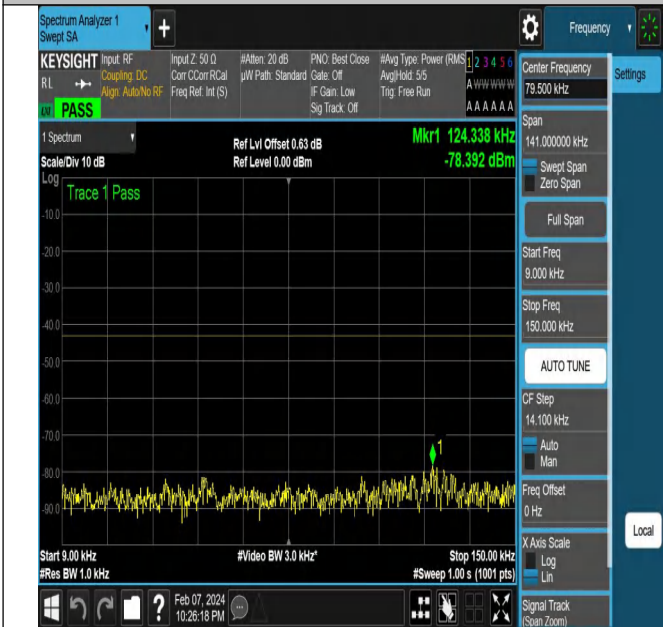 Spectrum Analyzer 1
Swept SA
+
Frequency
KEYSIGHT
RL
PASS
Input: RF
Coupling: DC
Align: Auto/No RF
Input Z: 50 Ω
Corr CCorr RCal
Freq Ref: Int (S)
#Atten: 20 dB
µW Path: Standard
PNO: Best Close
Gate: Off
IF Gain: Low
Sig Track: Off
#Avg Type: Power (RMS
Avg|Hold: 5/5
Trig: Free Run
1 2 3 4 5 6
A W W W W W
A A A A A A
1 Spectrum
Scale/Div 10 dB
Ref Lvl Offset 0.63 dB
Ref Level 0.00 dBm
Mkr1 124.338 kHz
-78.392 dBm
Log
Trace 1 Pass
-10.0
-20.0
-30.0
-40.0
-50.0
-60.0
-70.0
-80.0
-90.0
1
Start 9.00 kHz
#Res BW 1.0 kHz
#Video BW 3.0 kHz*
Stop 150.00 kHz
#Sweep 1.00 s (1001 pts)
?
Feb 07, 2024
10:26:18 PM
Center Frequency
79.500 kHz
Settings
Span
141.000000 kHz
Swept Span
Zero Span
Full Span
Start Freq
9.000 kHz
Stop Freq
150.000 kHz
AUTO TUNE
CF Step
14.100 kHz
Auto
Man
Freq Offset
0 Hz
X Axis Scale
Log
Lin
Local
Signal Track
(Span Zoom)